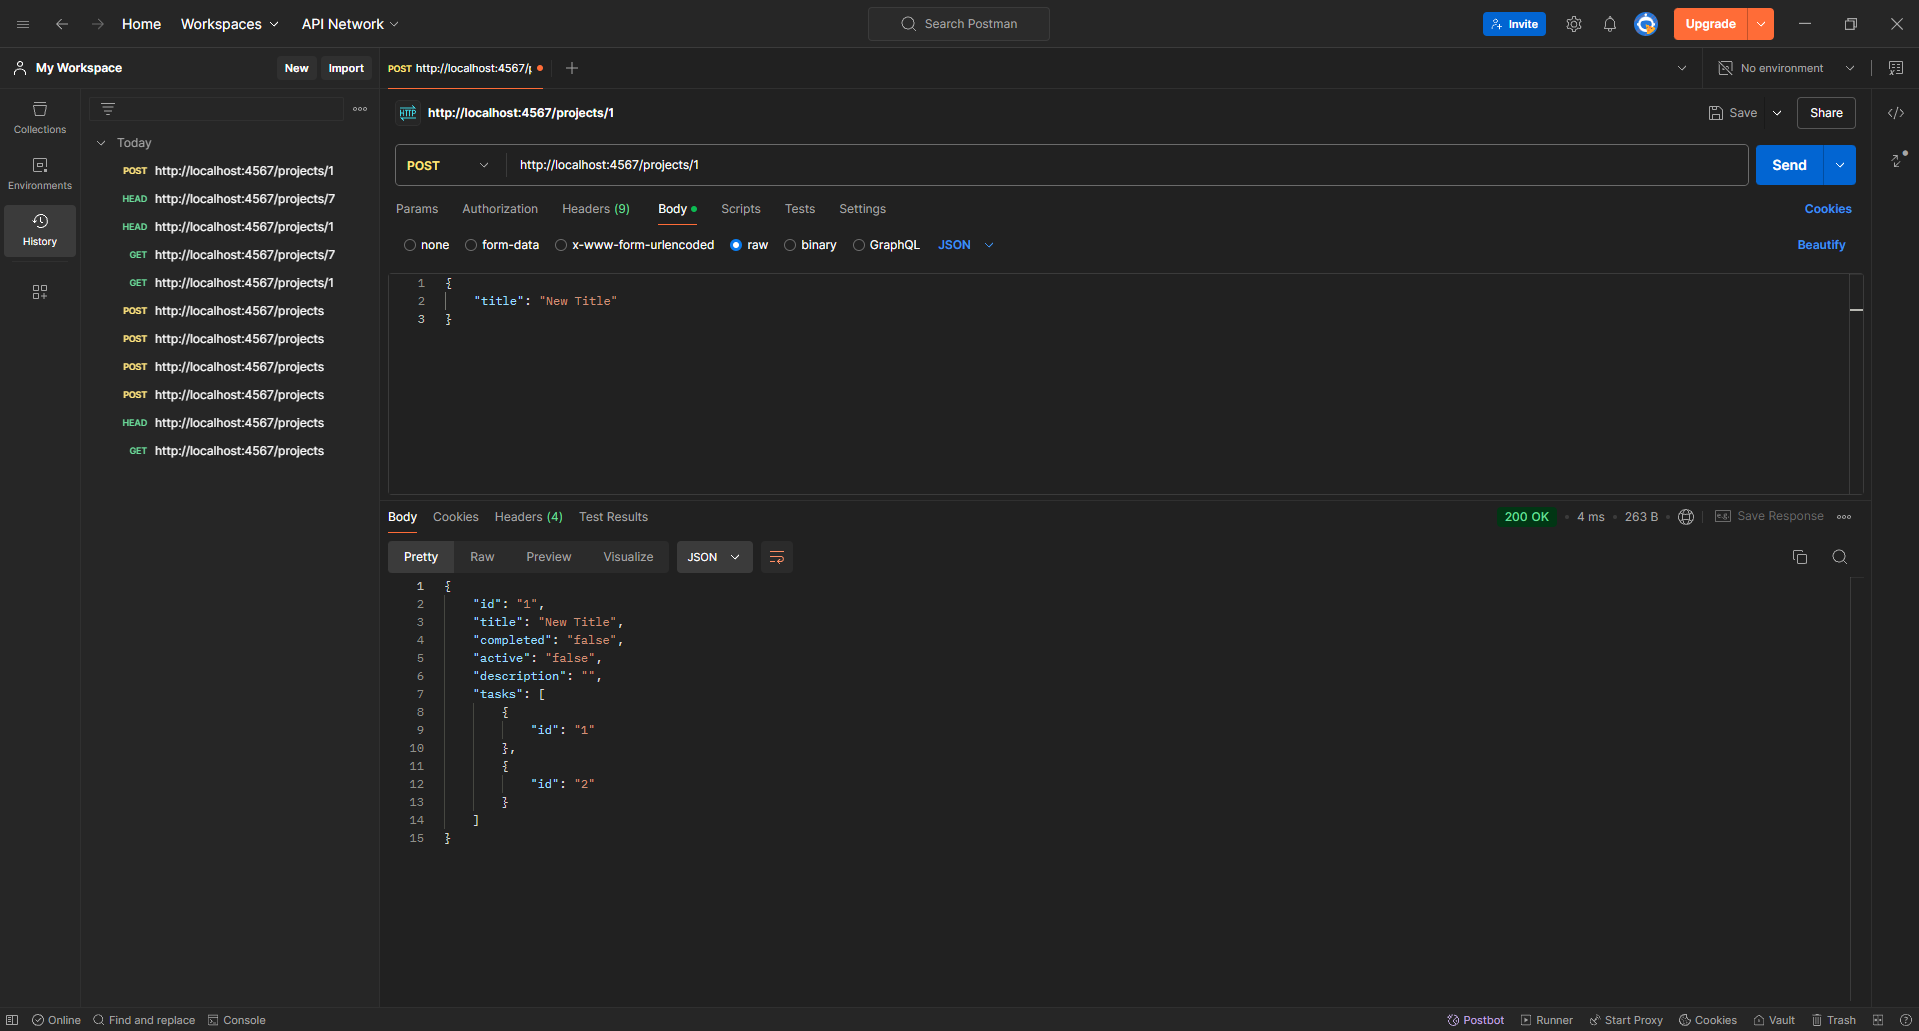 Home Workspaces API Network Search Postman Invite Upgrade
My Workspace New Import POST http://localhost:4567/p No environment
Collections
Environments
History
Today
POST http://localhost:4567/projects/1
HEAD http://localhost:4567/projects/7
HEAD http://localhost:4567/projects/1
GET http://localhost:4567/projects/7
GET http://localhost:4567/projects/1
POST http://localhost:4567/projects
POST http://localhost:4567/projects
POST http://localhost:4567/projects
POST http://localhost:4567/projects
HEAD http://localhost:4567/projects
GET http://localhost:4567/projects
HTTP http://localhost:4567/projects/1 Save Share
POST http://localhost:4567/projects/1 Send
Params Authorization Headers (9) Body Scripts Tests Settings Cookies
none form-data x-www-form-urlencoded raw binary GraphQL JSON Beautify
1 {
2 "title": "New Title"
3 }
Body Cookies Headers (4) Test Results 200 OK • 4 ms • 263 B • e.g. Save Response
Pretty Raw Preview Visualize JSON
1 {
2 "id": "1",
3 "title": "New Title",
4 "completed": "false",
5 "active": "false",
6 "description": "",
7 "tasks": [
8 {
9 "id": "1"
10 },
11 {
12 "id": "2"
13 }
14 ]
15 }
Online Find and replace Console Postbot Runner Start Proxy Cookies Vault Trash